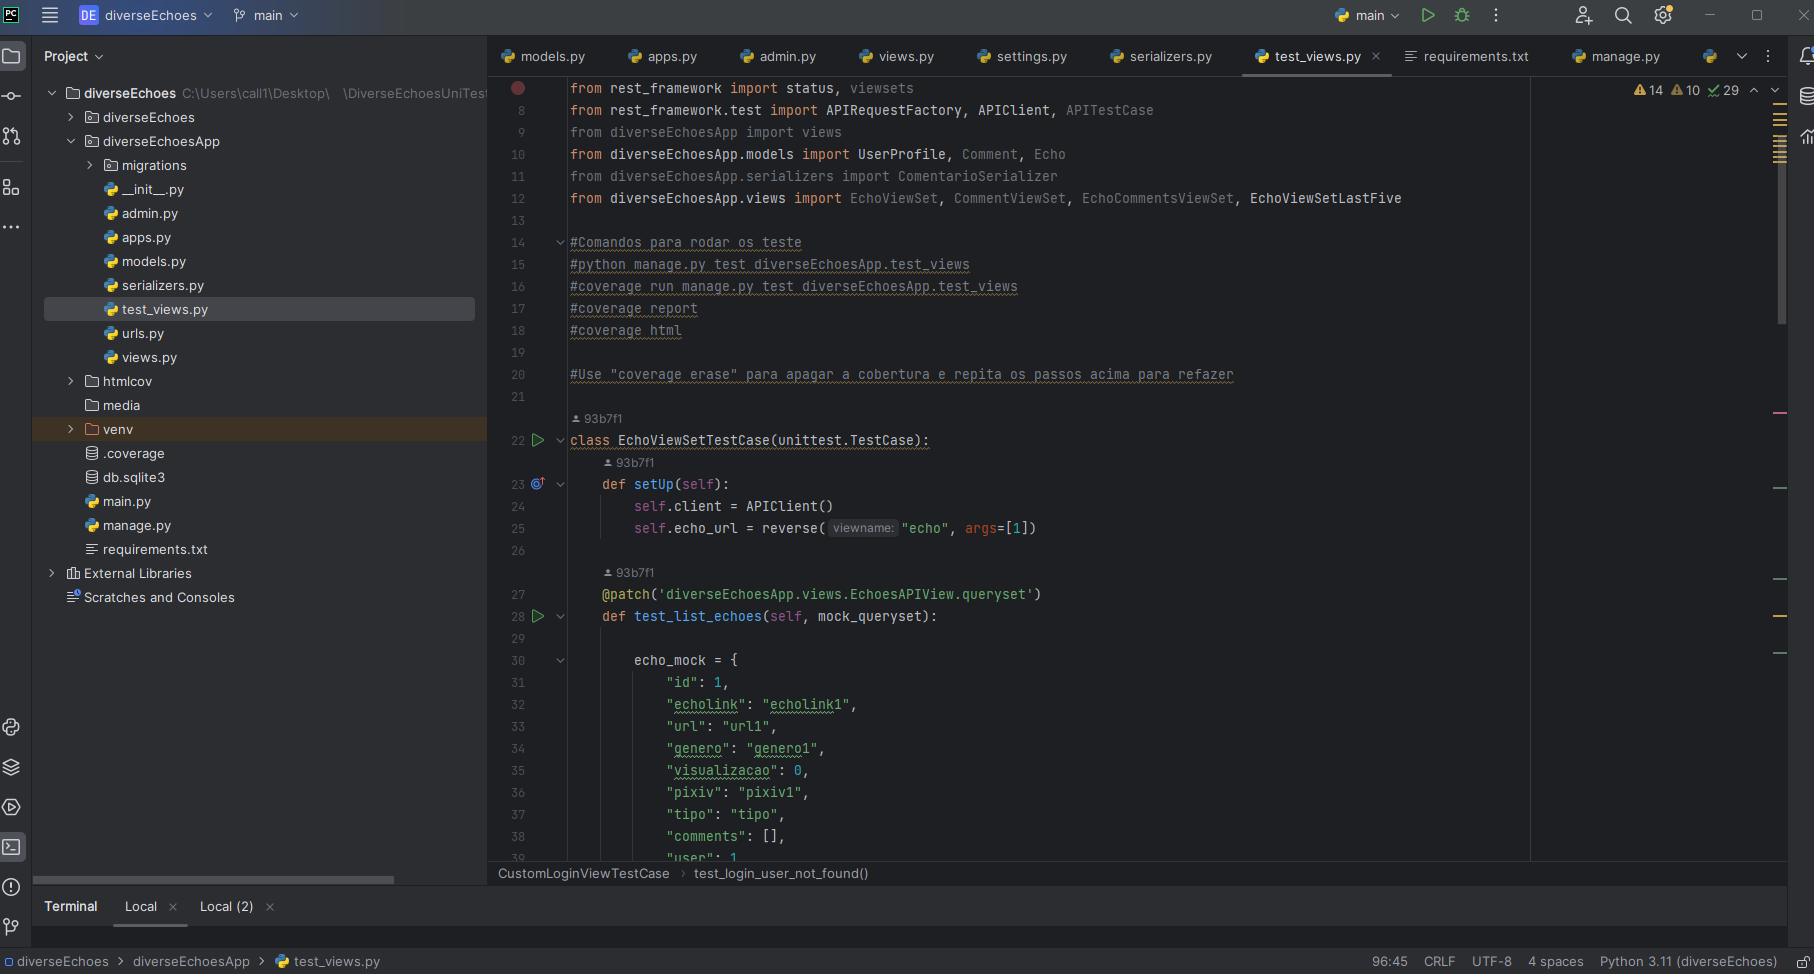 PC DE diverseEchoes main main
Project
models.py apps.py admin.py views.py settings.py serializers.py test_views.py requirements.txt manage.py
diverseEchoes C:\Users\call1\Desktop\ \DiverseEchoesUniTest
diverseEchoes
diverseEchoesApp
migrations
__init__.py
admin.py
apps.py
models.py
serializers.py
test_views.py
urls.py
views.py
htmlcov
media
venv
.coverage
db.sqlite3
main.py
manage.py
requirements.txt
External Libraries
Scratches and Consoles
14 10 29
from rest_framework import status, viewsets
8 from rest_framework.test import APIRequestFactory, APIClient, APITestCase
9 from diverseEchoesApp import views
10 from diverseEchoesApp.models import UserProfile, Comment, Echo
11 from diverseEchoesApp.serializers import ComentarioSerializer
12 from diverseEchoesApp.views import EchoViewSet, CommentViewSet, EchoCommentsViewSet, EchoViewSetLastFive
13
14 #Comandos para rodar os teste
15 #python manage.py test diverseEchoesApp.test_views
16 #coverage run manage.py test diverseEchoesApp.test_views
17 #coverage report
18 #coverage html
19
20 #Use "coverage erase" para apagar a cobertura e repita os passos acima para refazer
21
93b7f1
22 class EchoViewSetTestCase(unittest.TestCase):
93b7f1
23 def setUp(self):
24 self.client = APIClient()
25 self.echo_url = reverse( viewname: "echo", args=[1])
26
93b7f1
27 @patch('diverseEchoesApp.views.EchoesAPIView.queryset')
28 def test_list_echoes(self, mock_queryset):
29
30 echo_mock = {
31 "id": 1,
32 "echolink": "echolink1",
33 "url": "url1",
34 "genero": "genero1",
35 "visualizacao": 0,
36 "pixiv": "pixiv1",
37 "tipo": "tipo",
38 "comments": [],
39 "user": 1
CustomLoginViewTestCase › test_login_user_not_found()
Terminal Local × Local (2) ×
diverseEchoes > diverseEchoesApp > test_views.py 96:45 CRLF UTF-8 4 spaces Python 3.11 (diverseEchoes)